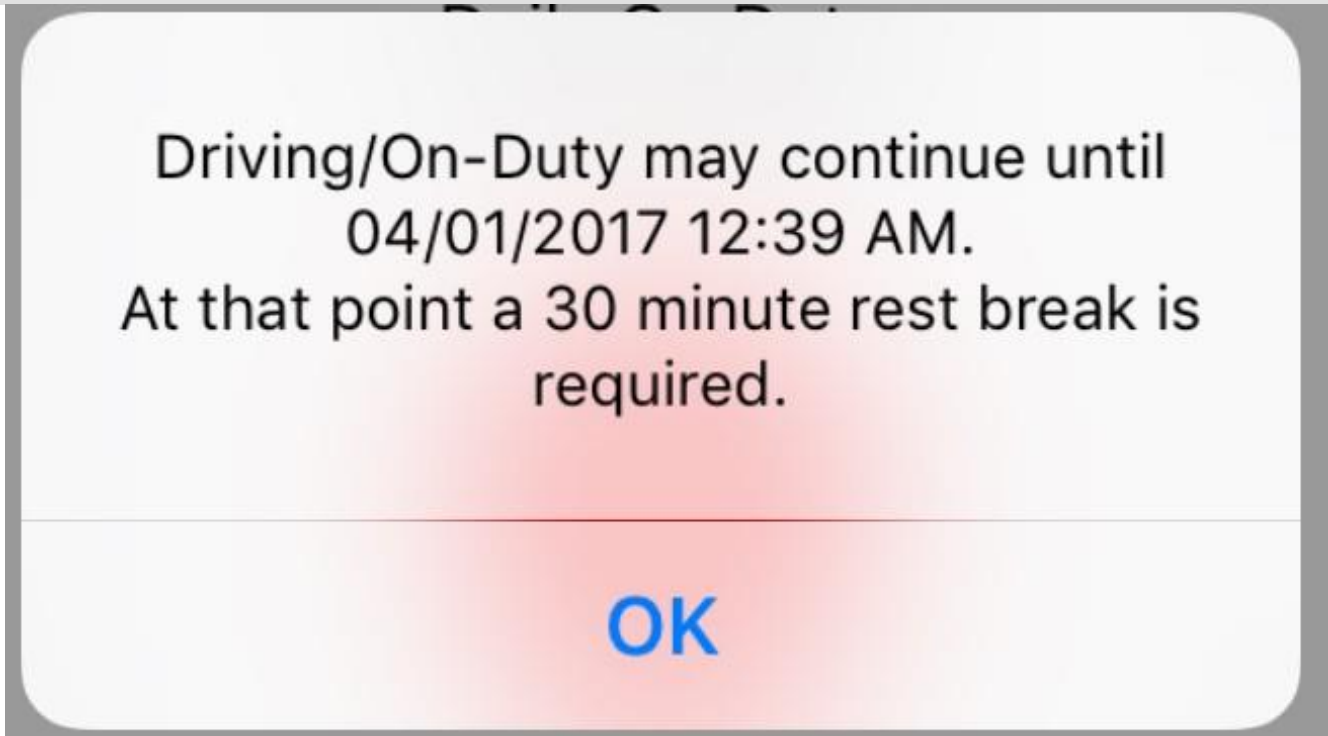 Driving/On-Duty may continue until
04/01/2017 12:39 AM.
At that point a 30 minute rest break is
required.
OK